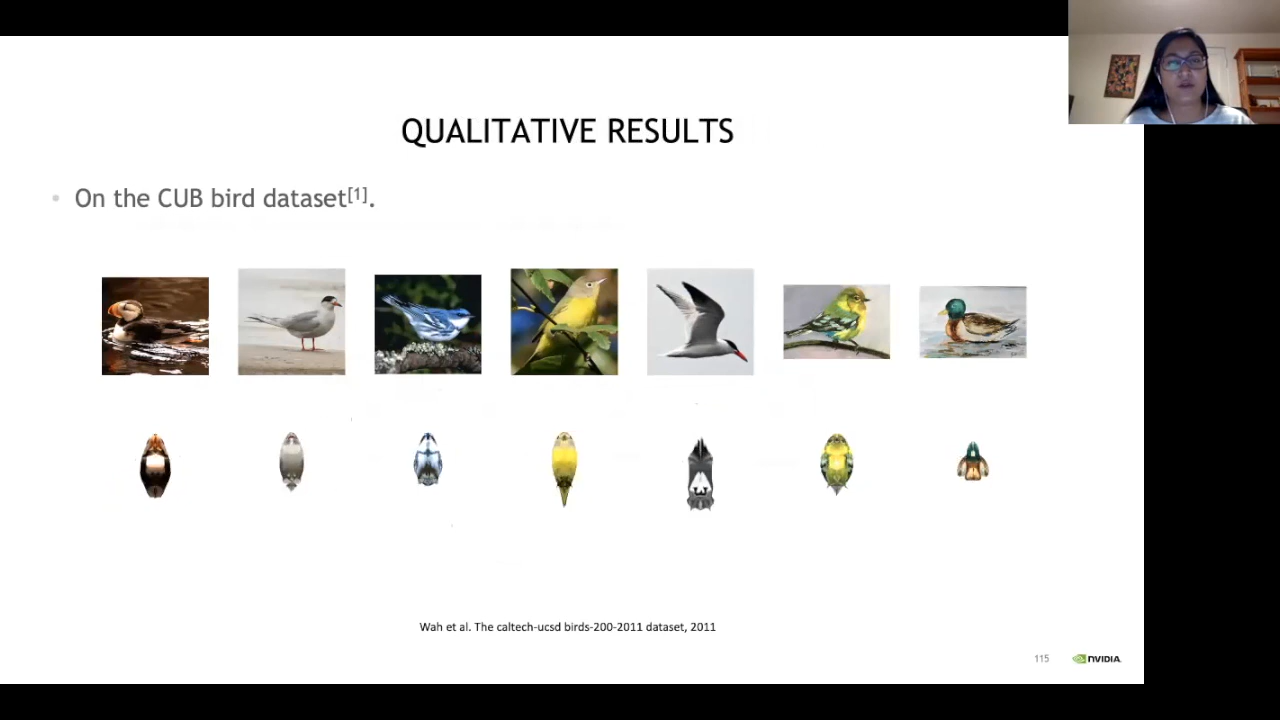 QUALITATIVE RESULTS
• On the CUB bird dataset[1].
Wah et al. The caltech-ucsd birds-200-2011 dataset, 2011
115
NVIDIA.